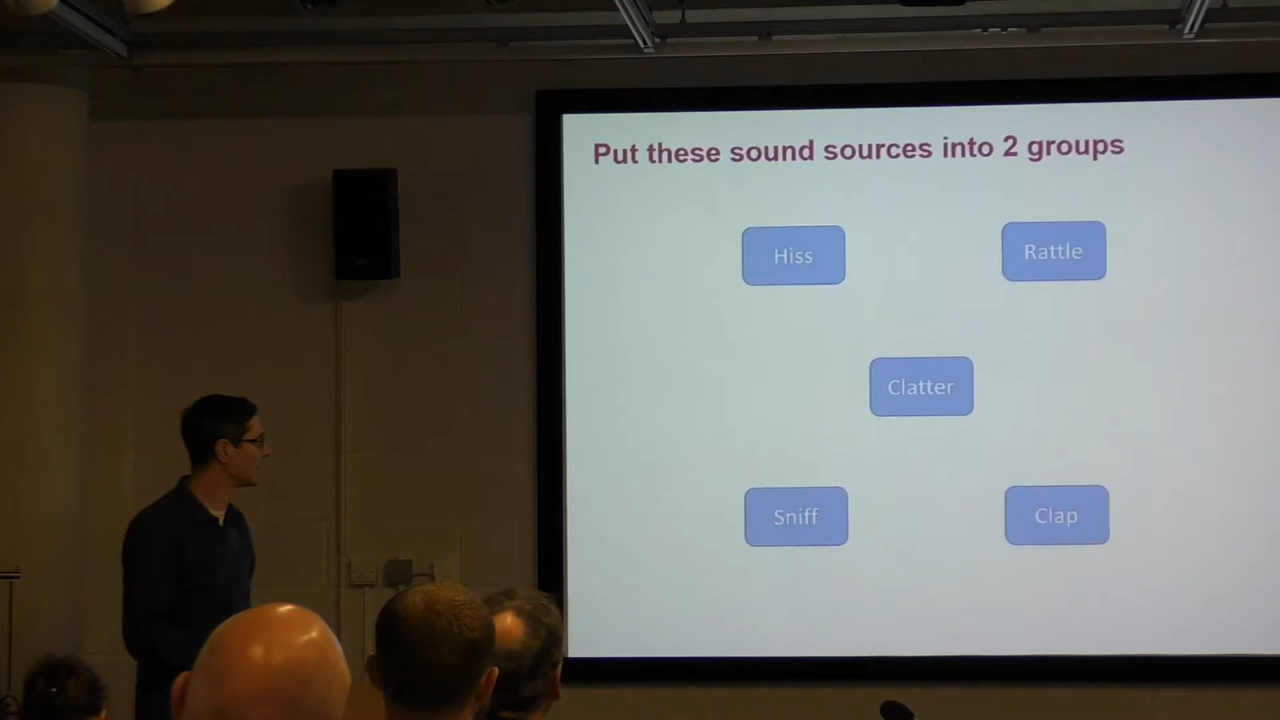 Put these sound sources into 2 groups
Hiss
Rattle
Clatter
Sniff
Clap